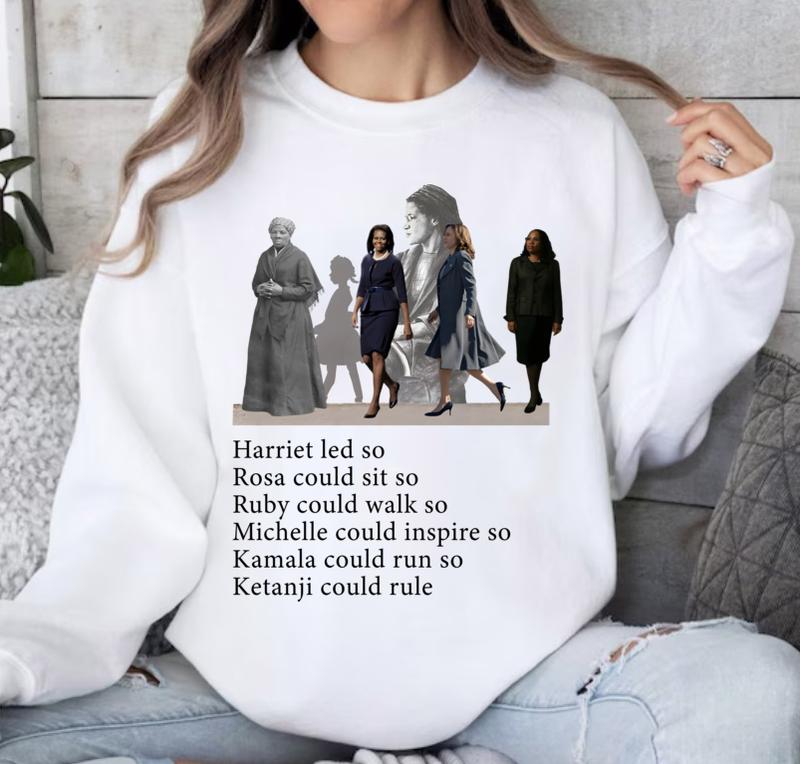 Harriet led so
Rosa could sit so
Ruby could walk so
Michelle could inspire so
Kamala could run so
Ketanji could rule